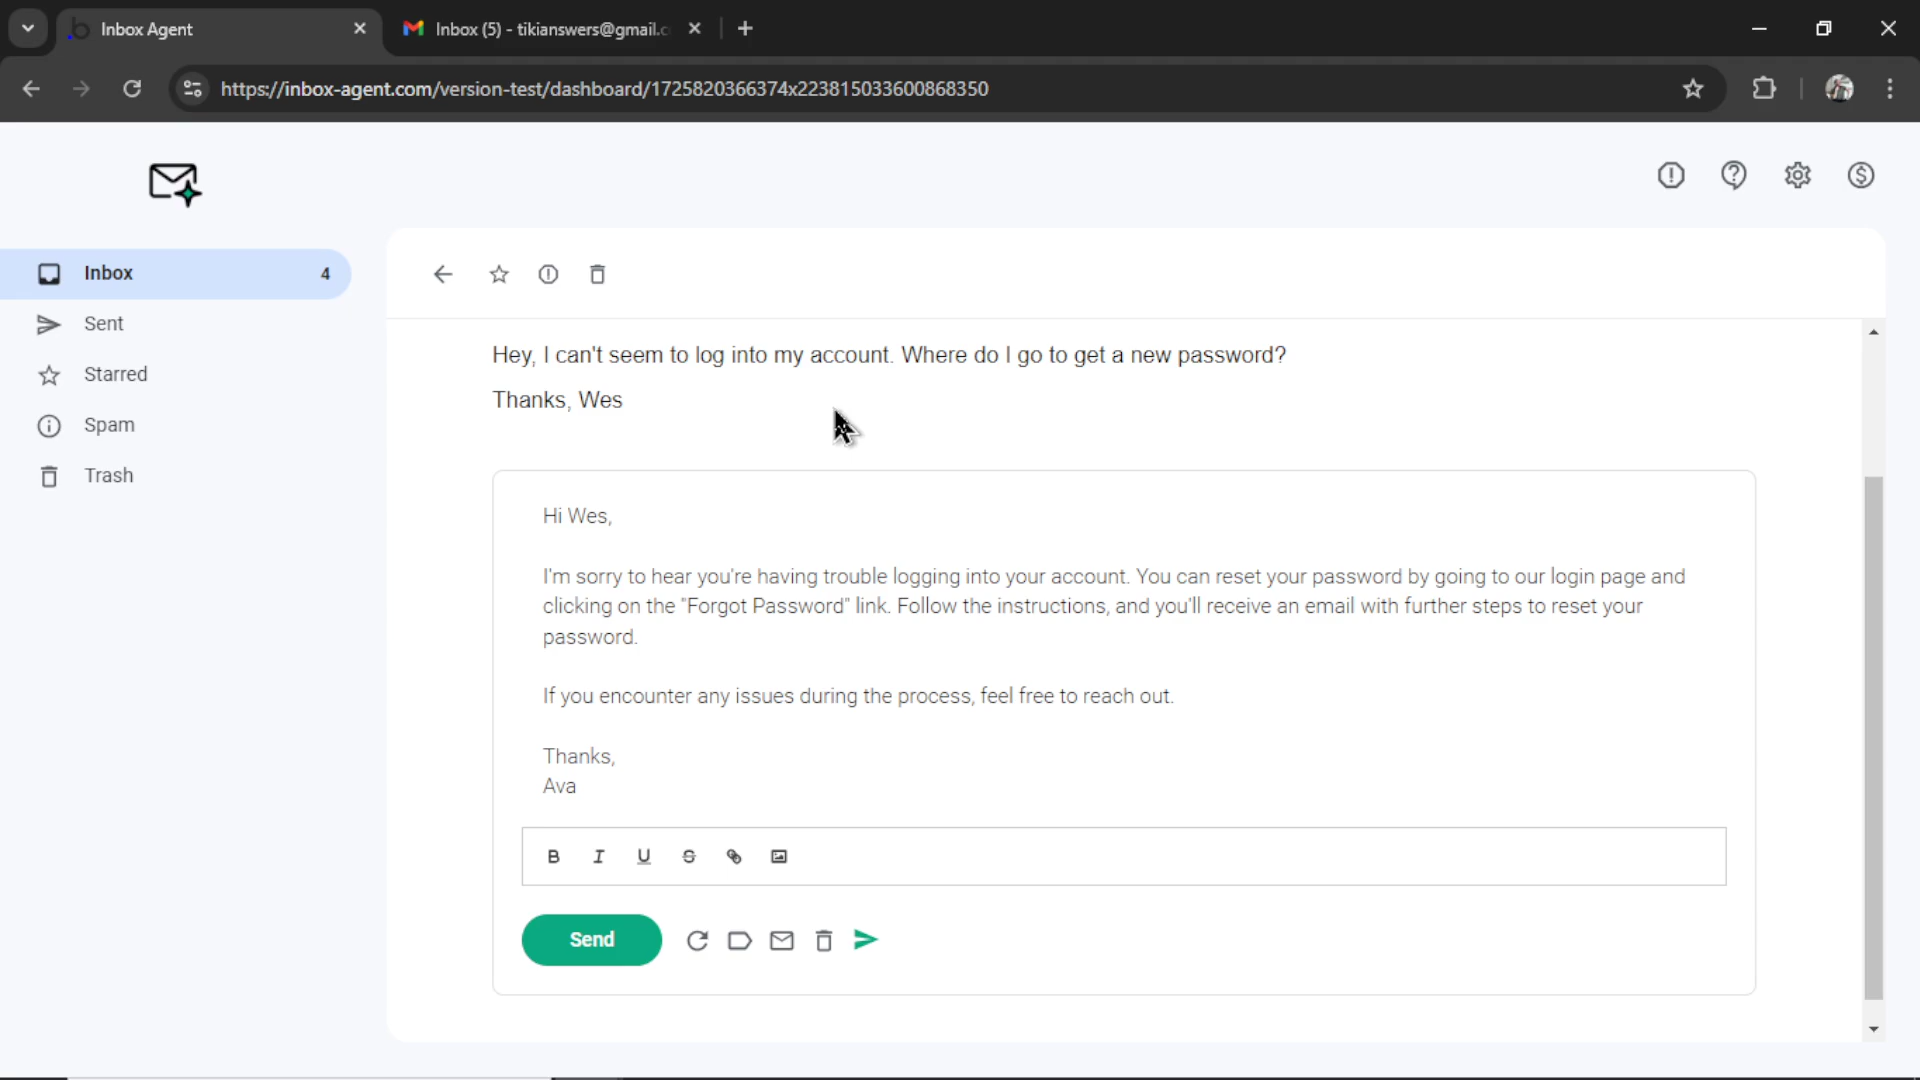 Inbox Agent
Inbox (5) - tikianswers@gmail.c
https://inbox-agent.com/version-test/dashboard/1725820366374x223815033600868350
Inbox 4
Sent
Starred
Spam
Trash
Hey, I can't seem to log into my account. Where do I go to get a new password?
Thanks, Wes
Hi Wes,
I'm sorry to hear you're having trouble logging into your account. You can reset your password by going to our login page and
clicking on the "Forgot Password" link. Follow the instructions, and you'll receive an email with further steps to reset your
password.
If you encounter any issues during the process, feel free to reach out.
Thanks,
Ava
B I U S
Send